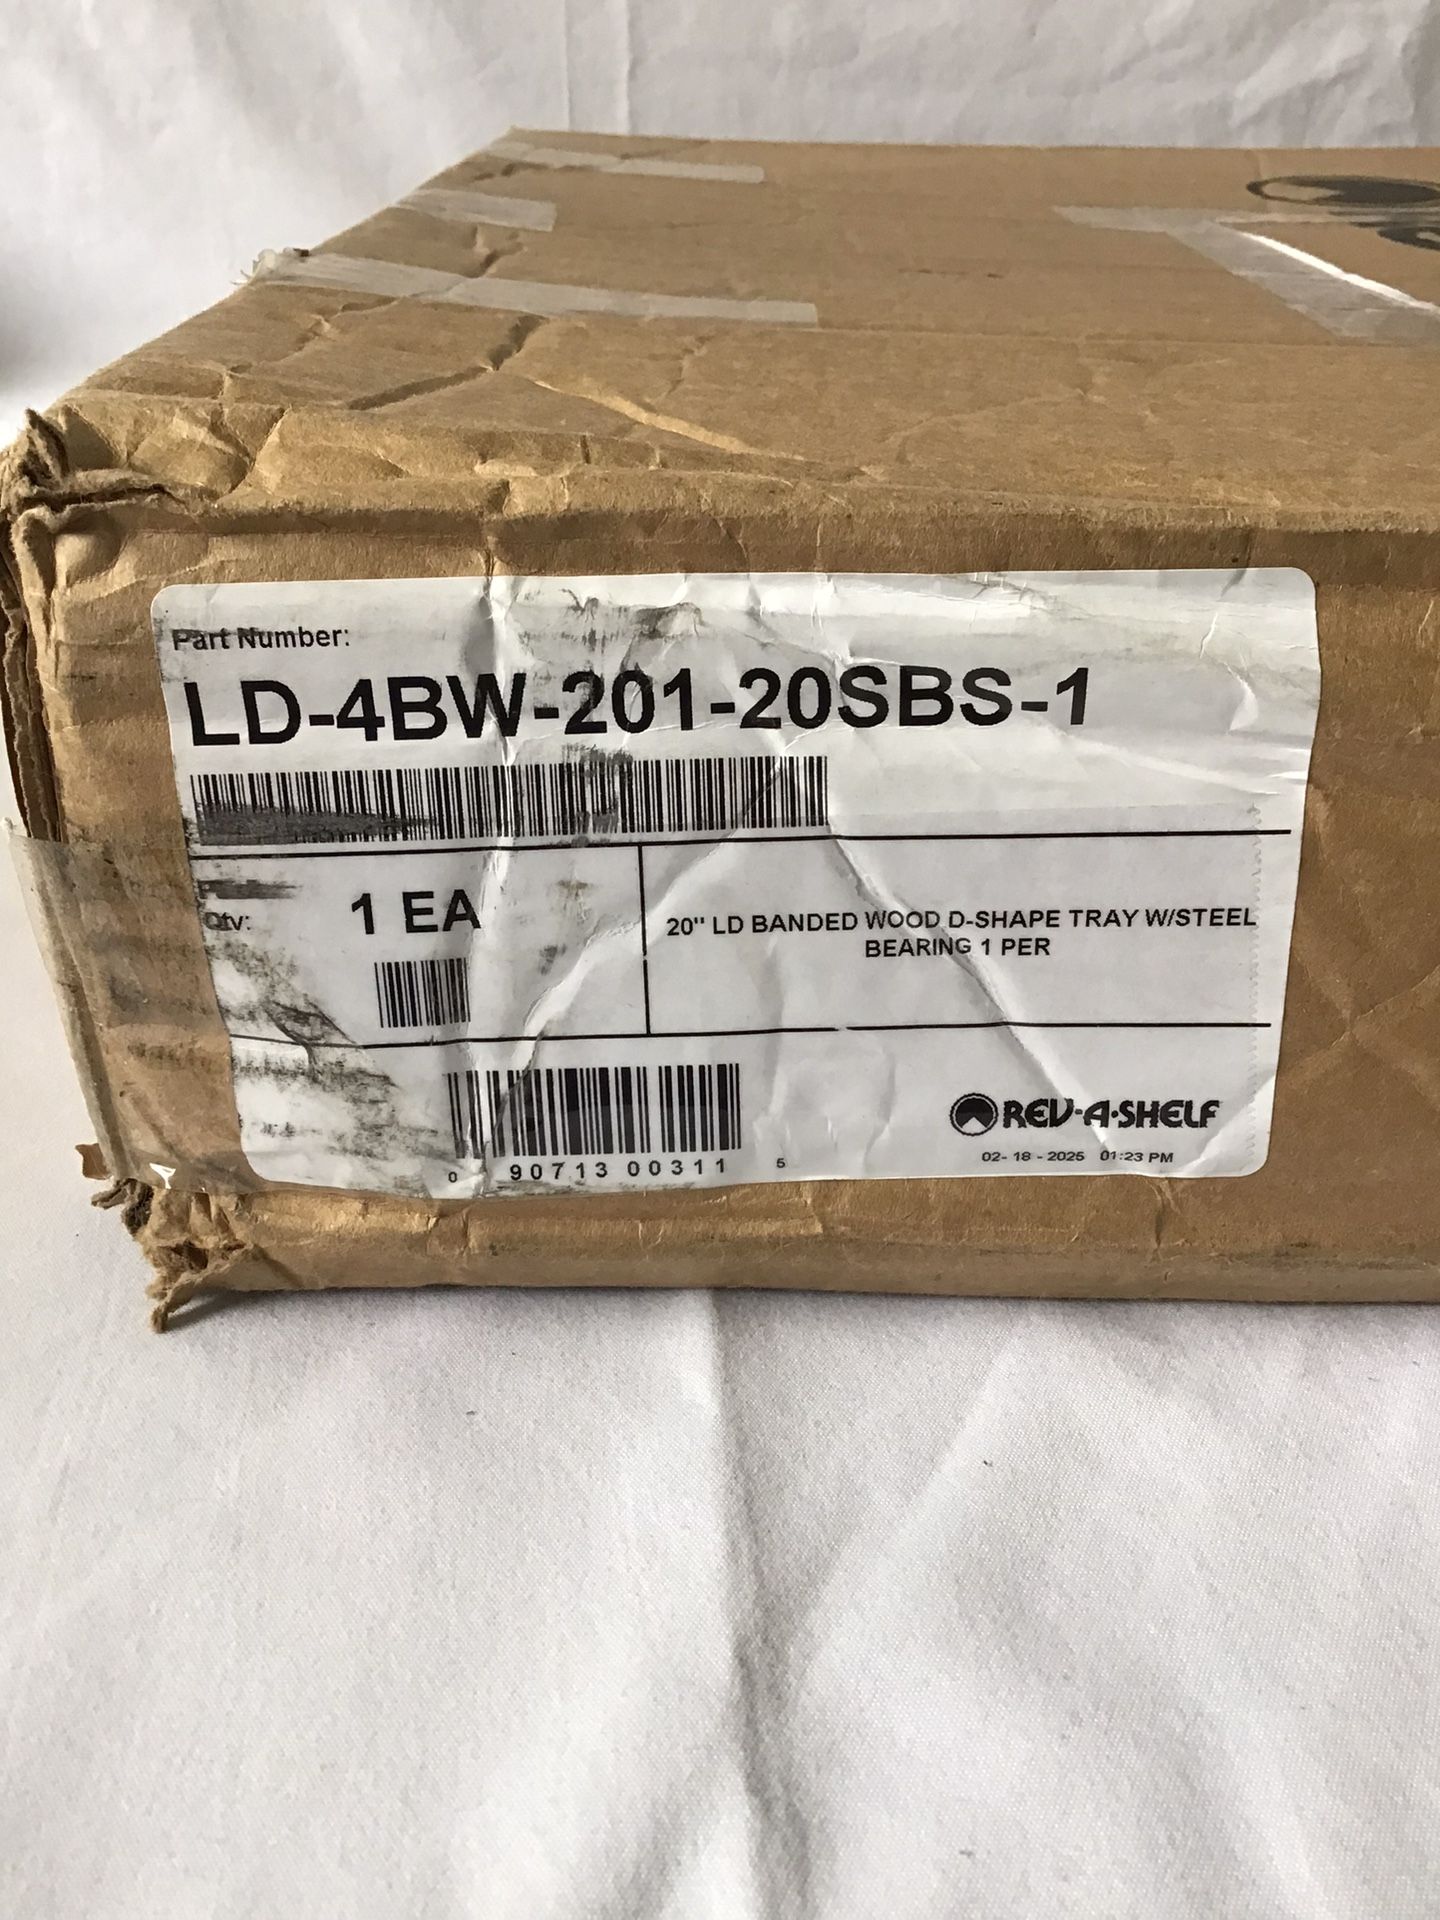 Part Number:
LD-4BW-201-20SBS-1
Qty:
1 EA
20" LD BANDED WOOD D-SHAPE TRAY W/STEEL
BEARING 1 PER
0 90713 00311 5
REV-A-SHELF
02- 18 - 2025 01:23 PM